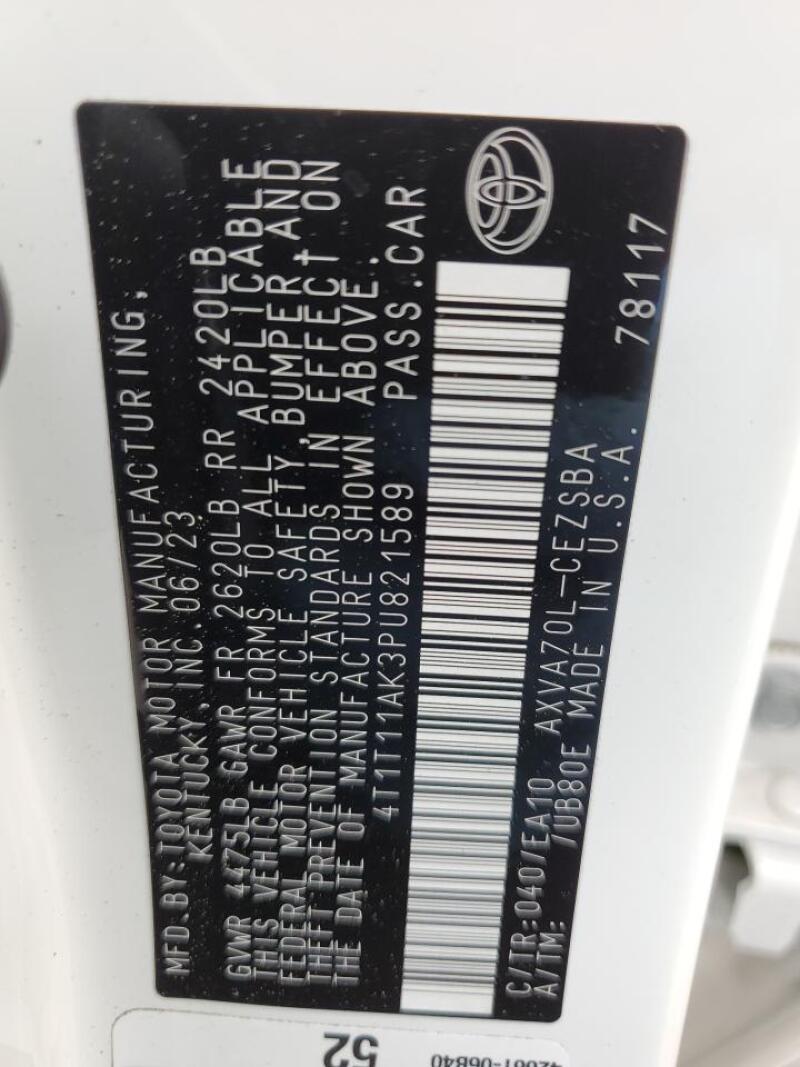 MFD.BY:TOYOTA MOTOR MANUFACTURING,
KENTUCKY,INC.06/23
GVWR 4475LB GAWR FR 2620LB RR 2420LB
THIS VEHICLE CONFORMS TO ALL APPLICABLE
FEDERAL MOTOR VEHICLE SAFETY,BUMPER,AND
THEFT PREVENTION STANDARDS IN EFFECT ON
THE DATE OF MANUFACTURE SHOWN ABOVE.
4T1T11AK3PU821589 PASS.CAR
C/TR:040/EA10 AXVA70L-CEZSBA
A/TM: /UB80E MADE IN U.S.A. 78117
52
42661-06B40